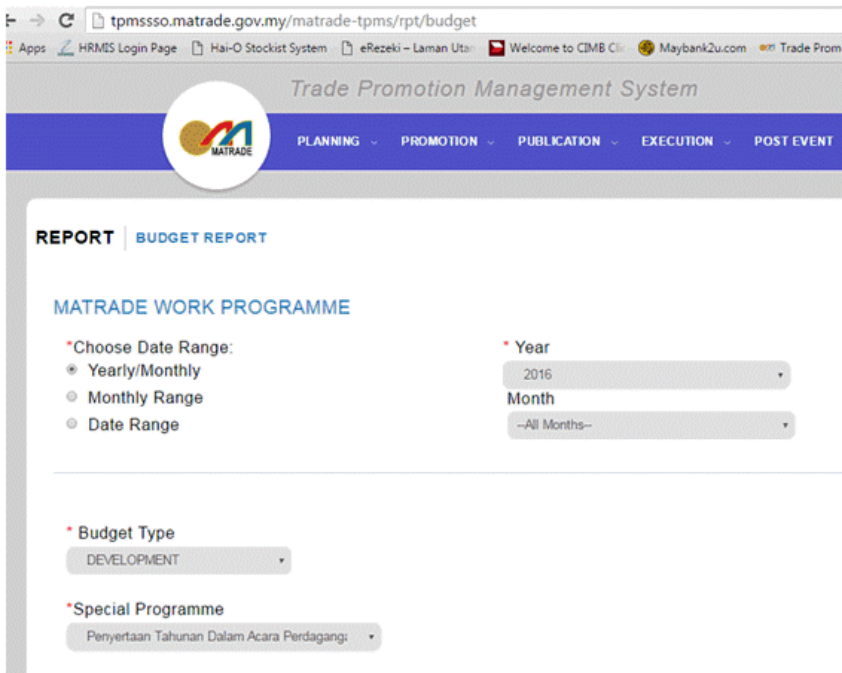 tpmssso.matrade.gov.my/matrade-tpms/rpt/budget
Apps HRMIS Login Page Hai-O Stockist System eRezeki – Laman Utan Welcome to CIMB Cli Maybank2u.com Trade Prom
Trade Promotion Management System
MATRADE
PLANNING PROMOTION PUBLICATION EXECUTION POST EVENT
REPORT BUDGET REPORT
MATRADE WORK PROGRAMME
*Choose Date Range: * Year
Yearly/Monthly 2016
Monthly Range Month
Date Range --All Months--
* Budget Type
DEVELOPMENT
*Special Programme
Penyertaan Tahunan Dalam Acara Perdaganga